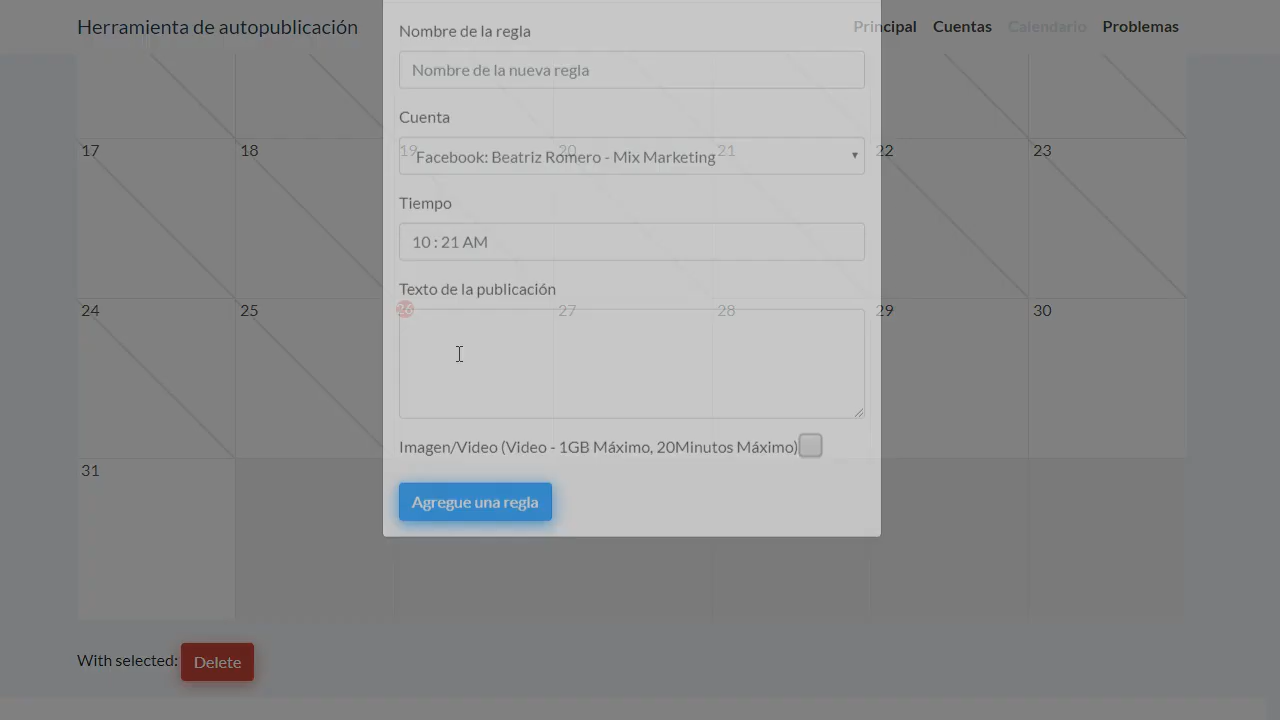 Herramienta de autopublicación
Principal Cuentas Calendario Problemas
Nombre de la regla
Nombre de la nueva regla
Cuenta
17 18 19 20 21 22 23
Facebook: Beatriz Romero - Mix Marketing
Tiempo
10 : 21 AM
Texto de la publicación
24 25 26 27 28 29 30
Imagen/Video (Video - 1GB Máximo, 20Minutos Máximo)
31
Agregue una regla
With selected: Delete